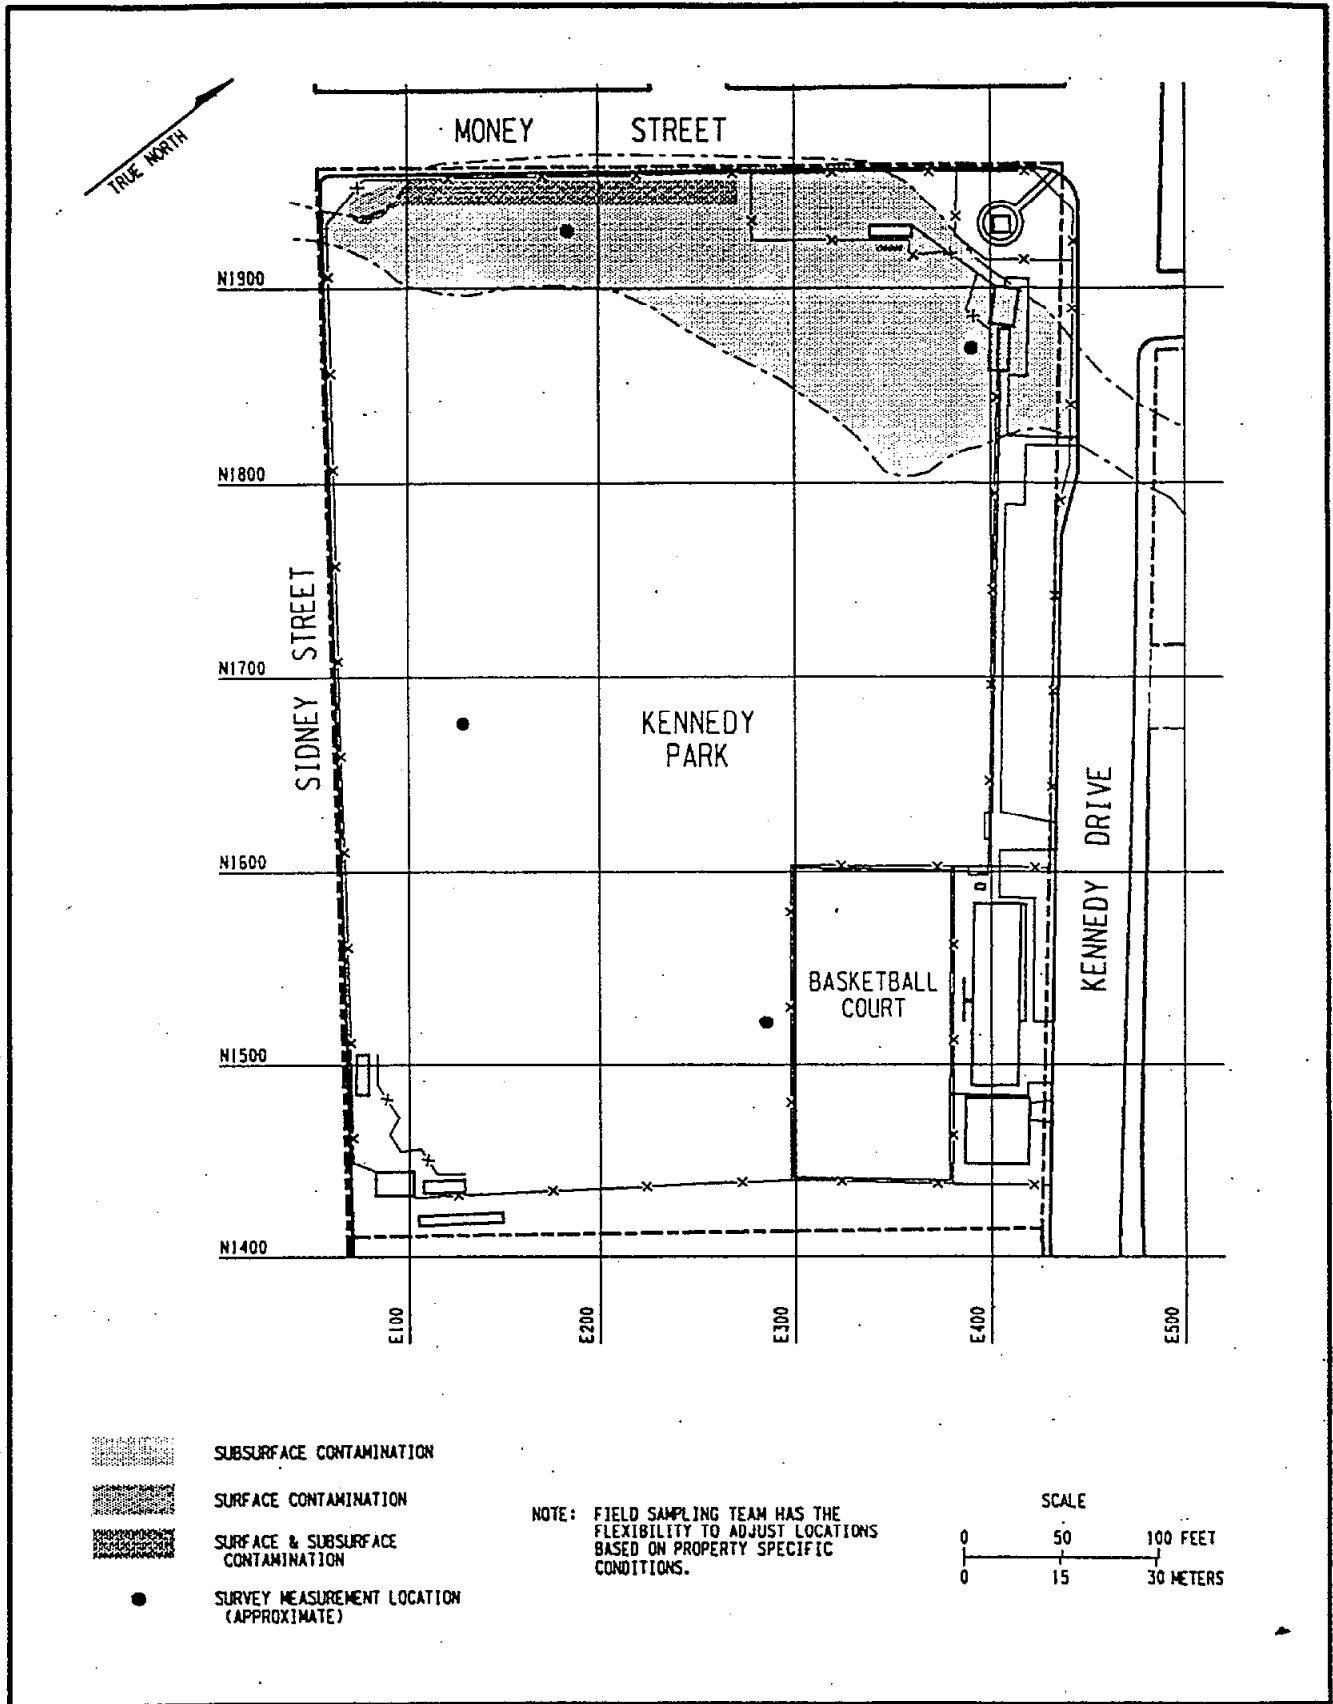 MONEY STREET
TRUE NORTH
N1900
N1800
SIDNEY STREET
N1700
KENNEDY
PARK
KENNEDY DRIVE
N1600
BASKETBALL
COURT
N1500
N1400
E100
E200
E300
E400
E500
SUBSURFACE CONTAMINATION
SURFACE CONTAMINATION
SURFACE & SUBSURFACE
CONTAMINATION
SURVEY MEASUREMENT LOCATION
(APPROXIMATE)
NOTE: FIELD SAMPLING TEAM HAS THE
FLEXIBILITY TO ADJUST LOCATIONS
BASED ON PROPERTY SPECIFIC
CONDITIONS.
SCALE
0 50 100 FEET
0 15 30 METERS